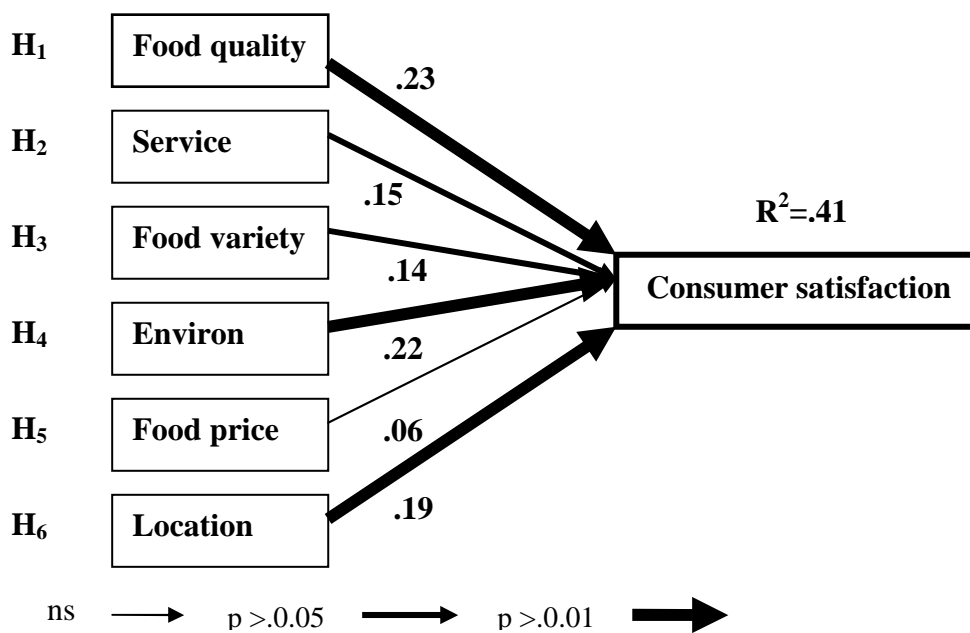 H1 Food quality
.23
H2 Service
.15
R2=.41
H3 Food variety
.14
Consumer satisfaction
H4 Environ
.22
H5 Food price
.06
H6 Location
.19
ns p >.0.05 p >.0.01